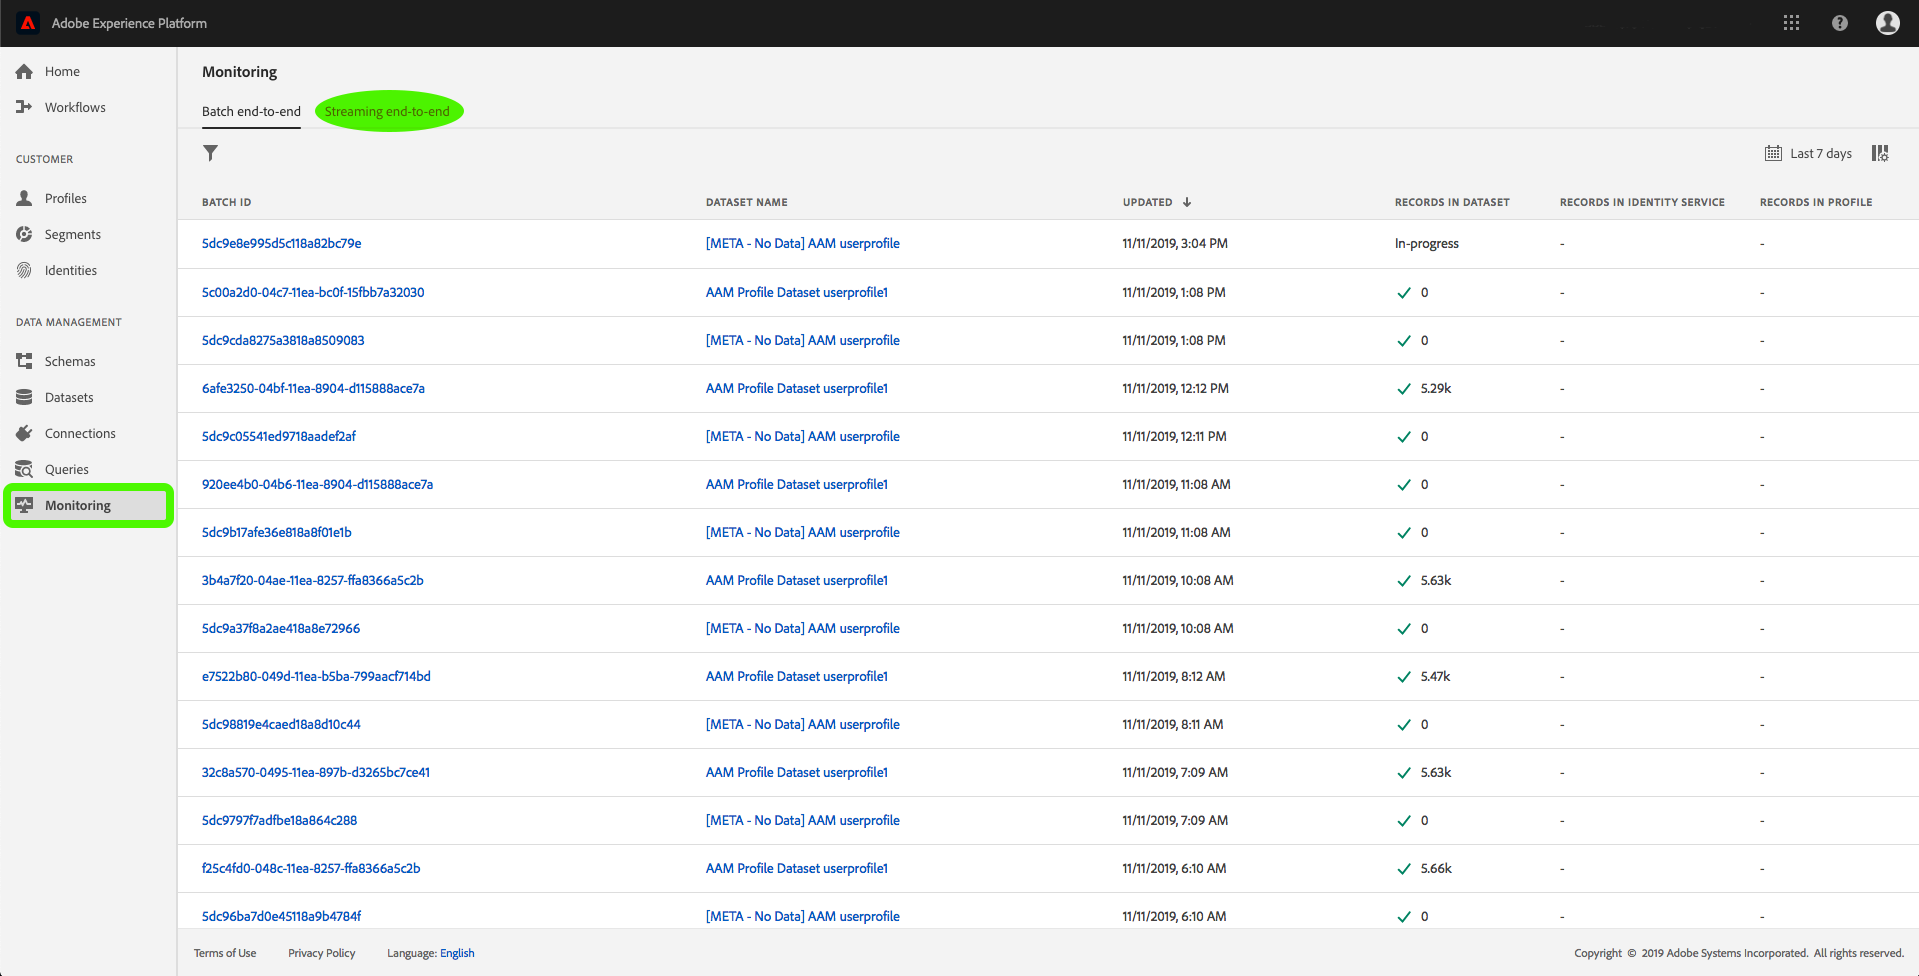 Adobe Experience Platform
Home
Workflows
CUSTOMER
Profiles
Segments
Identities
DATA MANAGEMENT
Schemas
Datasets
Connections
Queries
Monitoring
Monitoring
Batch end-to-end Streaming end-to-end
Last 7 days
BATCH ID DATASET NAME UPDATED RECORDS IN DATASET RECORDS IN IDENTITY SERVICE RECORDS IN PROFILE
5dc9e8e995d5c118a82bc79e [META - No Data] AAM userprofile 11/11/2019, 3:04 PM In-progress - -
5c00a2d0-04c7-11ea-bc0f-15fbb7a32030 AAM Profile Dataset userprofile1 11/11/2019, 1:08 PM 0 - -
5dc9cda8275a3818a8509083 [META - No Data] AAM userprofile 11/11/2019, 1:08 PM 0 - -
6afe3250-04bf-11ea-8904-d115888ace7a AAM Profile Dataset userprofile1 11/11/2019, 12:12 PM 5.29k - -
5dc9c05541ed9718aadef2af [META - No Data] AAM userprofile 11/11/2019, 12:11 PM 0 - -
920ee4b0-04b6-11ea-8904-d115888ace7a AAM Profile Dataset userprofile1 11/11/2019, 11:08 AM 0 - -
5dc9b17afe36e818a8f01e1b [META - No Data] AAM userprofile 11/11/2019, 11:08 AM 0 - -
3b4a7f20-04ae-11ea-8257-ffa8366a5c2b AAM Profile Dataset userprofile1 11/11/2019, 10:08 AM 5.63k - -
5dc9a37f8a2ae418a8e72966 [META - No Data] AAM userprofile 11/11/2019, 10:08 AM 0 - -
e7522b80-049d-11ea-b5ba-799aacf714bd AAM Profile Dataset userprofile1 11/11/2019, 8:12 AM 5.47k - -
5dc98819e4caed18a8d10c44 [META - No Data] AAM userprofile 11/11/2019, 8:11 AM 0 - -
32c8a570-0495-11ea-897b-d3265bc7ce41 AAM Profile Dataset userprofile1 11/11/2019, 7:09 AM 5.63k - -
5dc9797f7adfbe18a864c288 [META - No Data] AAM userprofile 11/11/2019, 7:09 AM 0 - -
f25c4fd0-048c-11ea-8257-ffa8366a5c2b AAM Profile Dataset userprofile1 11/11/2019, 6:10 AM 5.66k - -
5dc96ba7d0e45118a9b4784f [META - No Data] AAM userprofile 11/11/2019, 6:10 AM 0 - -
Terms of Use Privacy Policy Language: English Copyright © 2019 Adobe Systems Incorporated. All rights reserved.